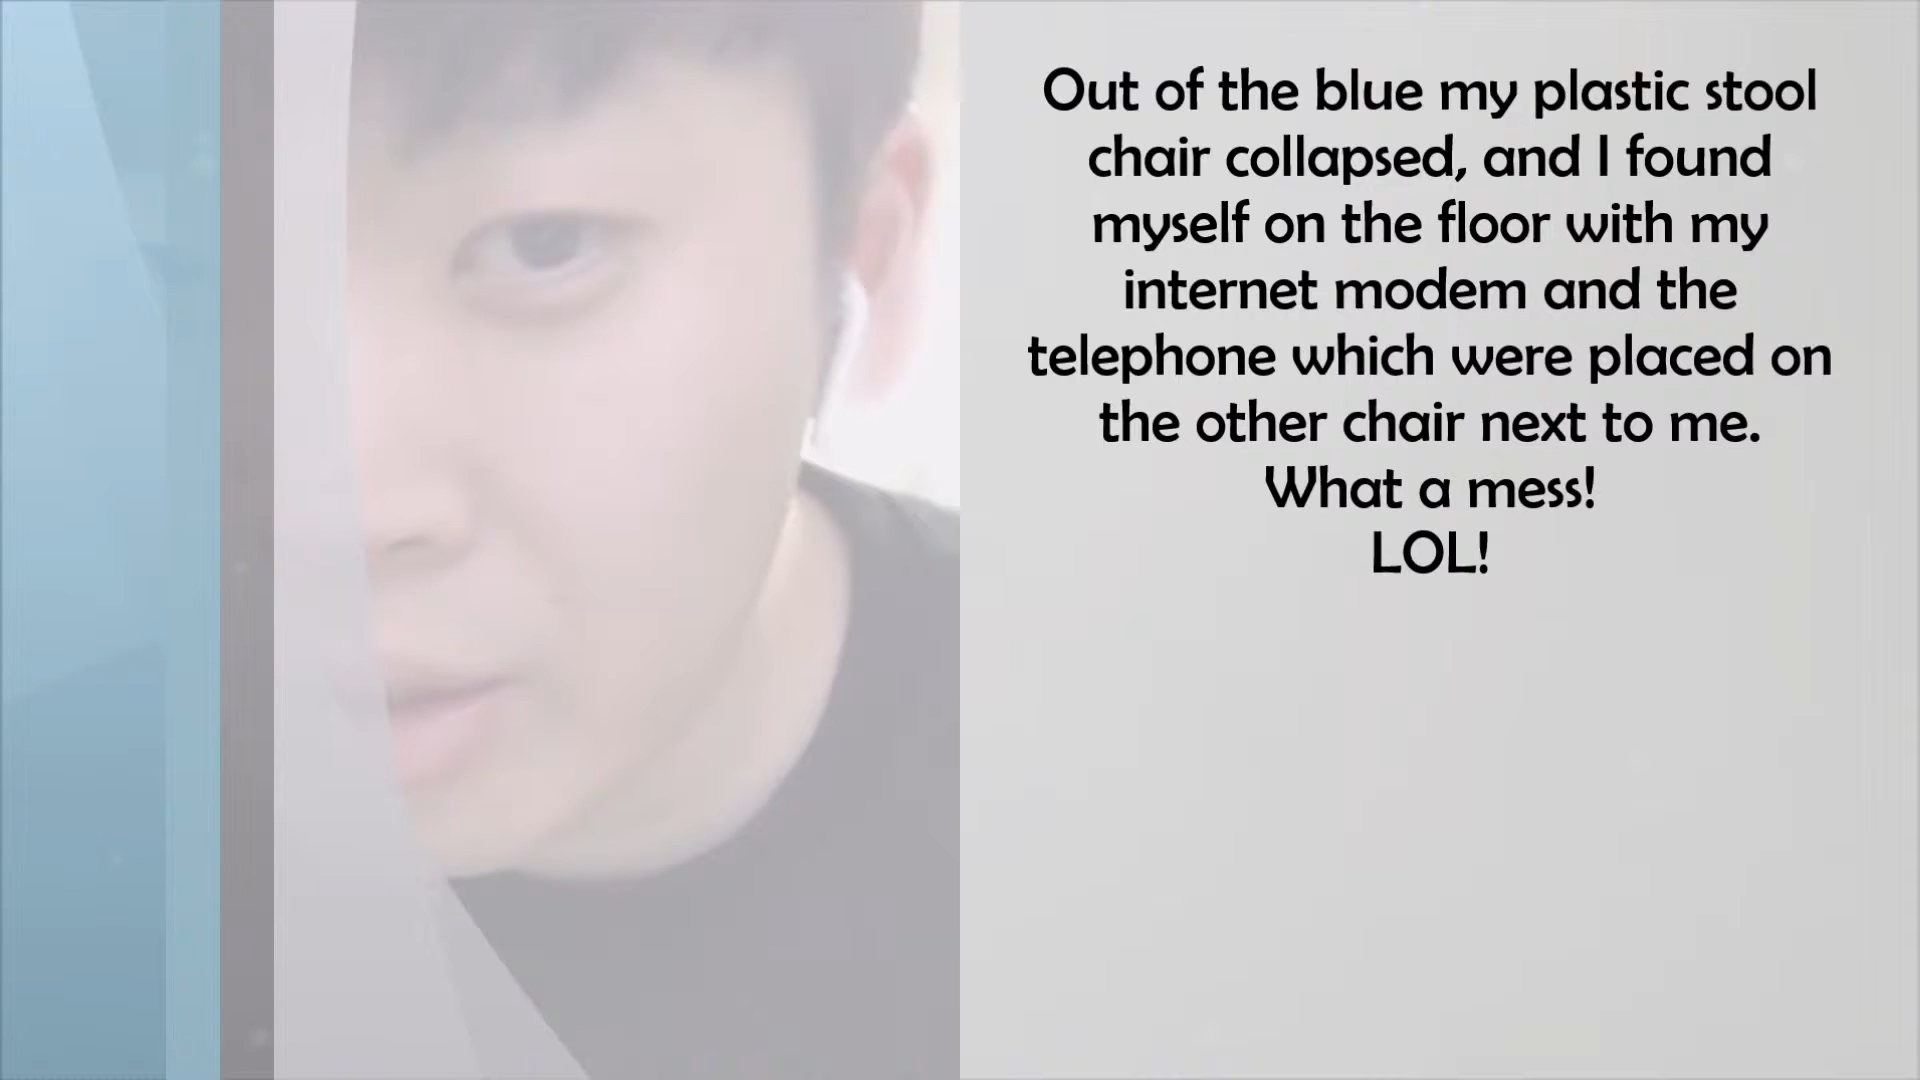 Out of the blue my plastic stool
chair collapsed, and I found
myself on the floor with my
internet modem and the
telephone which were placed on
the other chair next to me.
What a mess!
LOL!